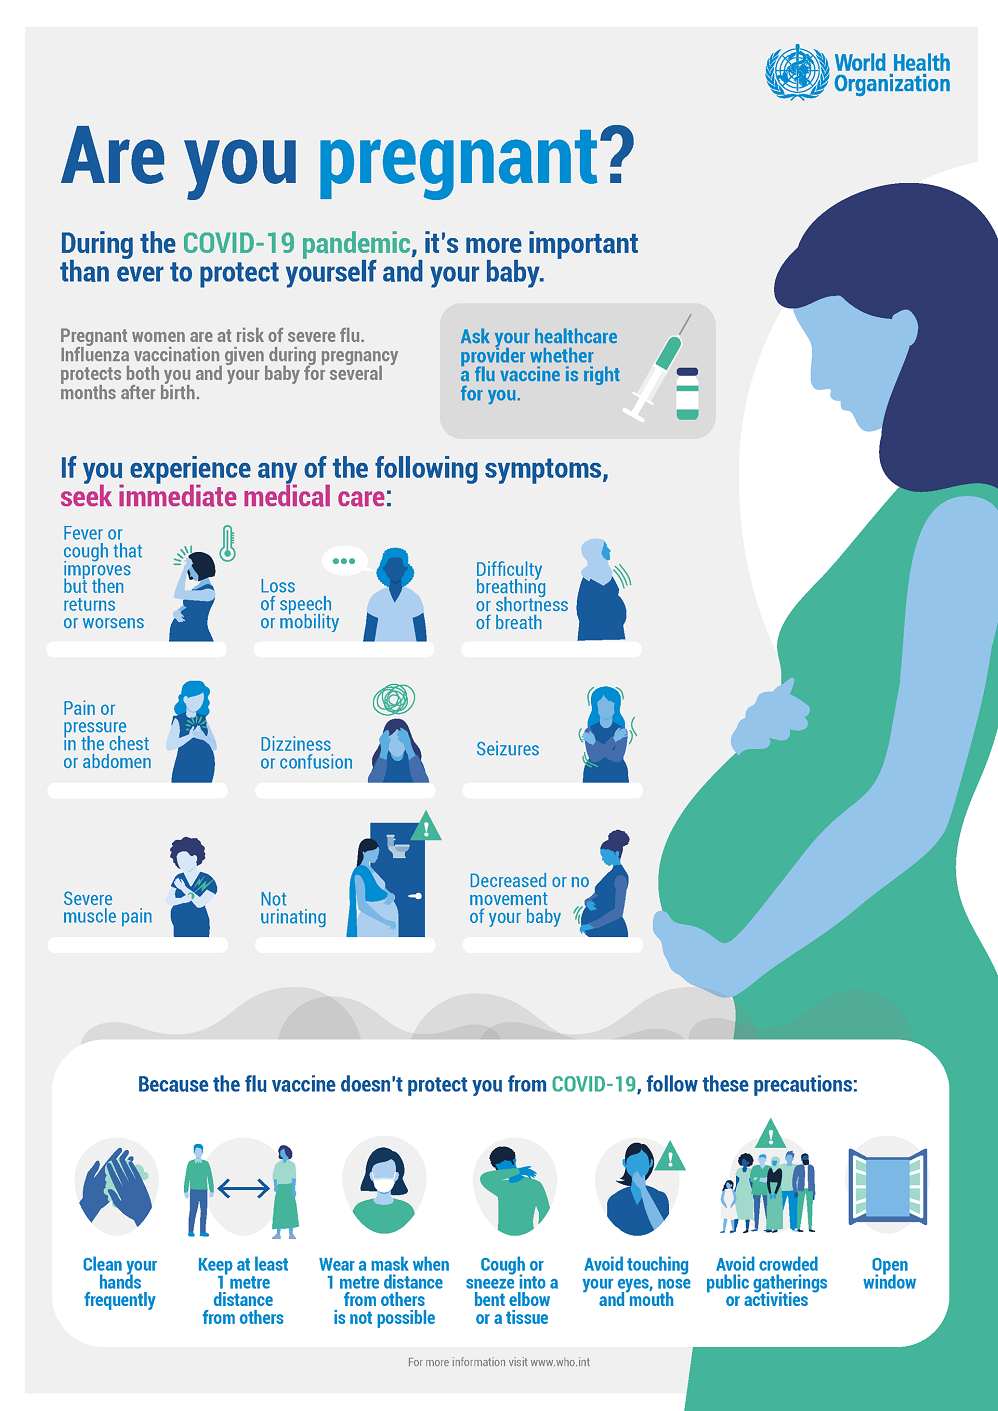 World Health
Organization
Are you pregnant?
During the COVID-19 pandemic, it's more important
than ever to protect yourself and your baby.
Pregnant women are at risk of severe flu.
Influenza vaccination given during pregnancy
protects both you and your baby for several
months after birth.
Ask your healthcare
provider whether
a flu vaccine is right
for you.
If you experience any of the following symptoms,
seek immediate medical care:
Fever or
cough that
improves
but then
returns
or worsens
Loss
of speech
or mobility
Difficulty
breathing
or shortness
of breath
Pain or
pressure
in the chest
or abdomen
Dizziness
or confusion
Seizures
Severe
muscle pain
Not
urinating
Decreased or no
movement
of your baby
Because the flu vaccine doesn't protect you from COVID-19, follow these precautions:
Clean your
hands
frequently
Keep at least
1 metre
distance
from others
Wear a mask when
1 metre distance
from others
is not possible
Cough or
sneeze into a
bent elbow
or a tissue
Avoid touching
your eyes, nose
and mouth
Avoid crowded
public gatherings
or activities
Open
window
For more information visit www.who.int